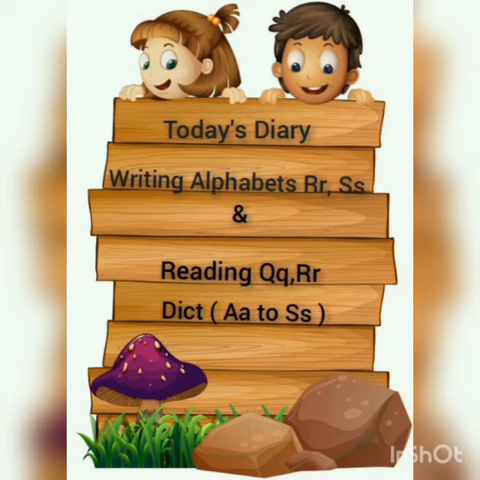 Today's Diary
Writing Alphabets Rr, Ss
&
Reading Qq,Rr
Dict ( Aa to Ss )
InShOt